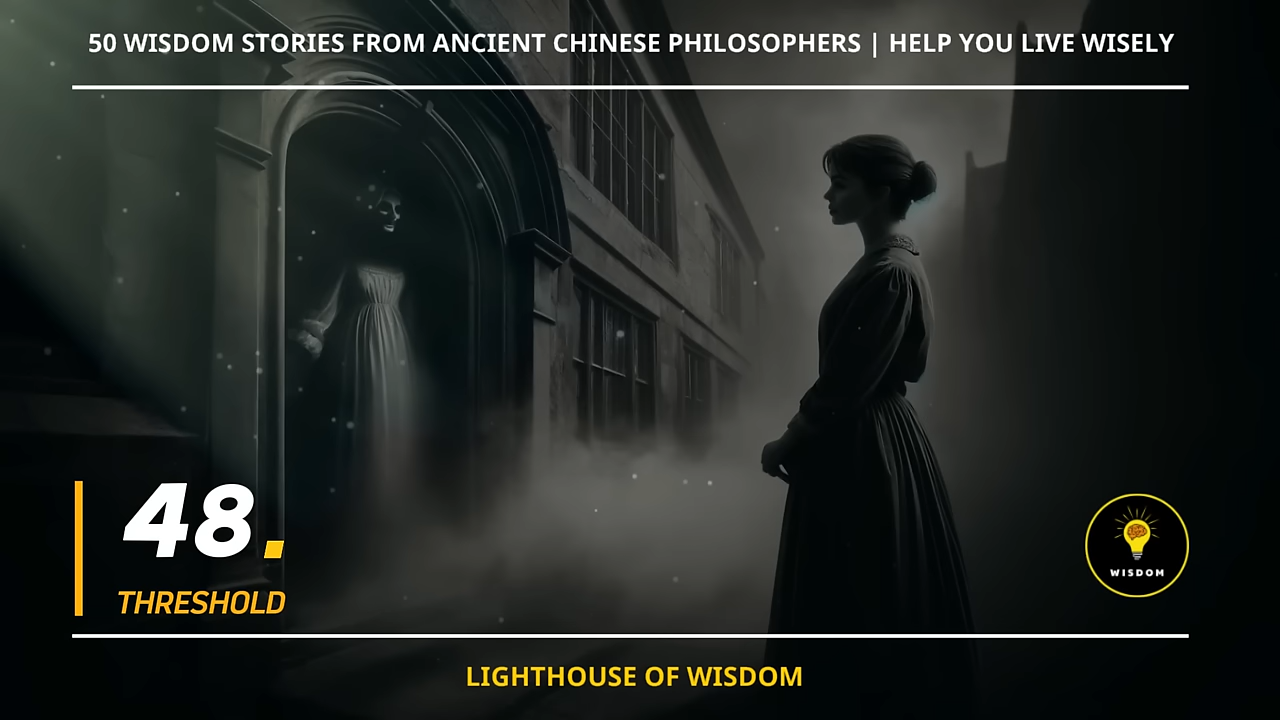 50 WISDOM STORIES FROM ANCIENT CHINESE PHILOSOPHERS | HELP YOU LIVE WISELY
48.
THRESHOLD
WISDOM
LIGHTHOUSE OF WISDOM